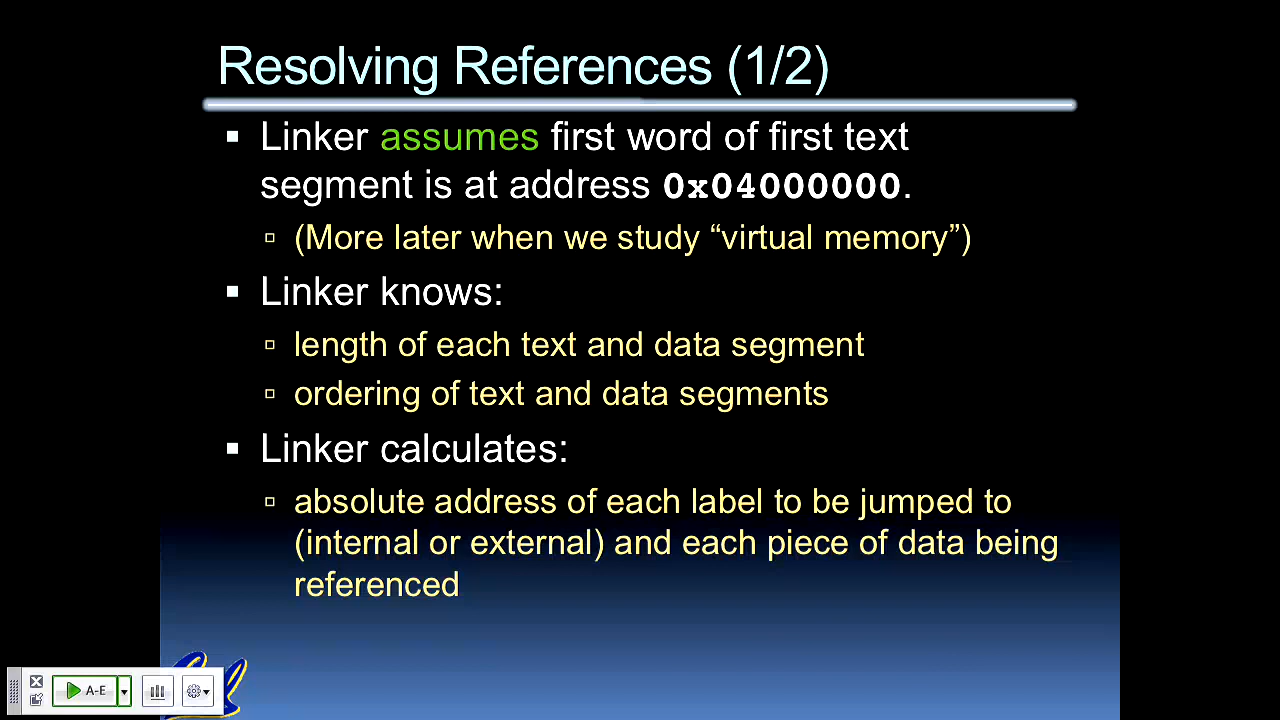 Resolving References (1/2)
▪ Linker assumes first word of first text
segment is at address 0x04000000.
▫ (More later when we study “virtual memory”)
▪ Linker knows:
▫ length of each text and data segment
▫ ordering of text and data segments
▪ Linker calculates:
▫ absolute address of each label to be jumped to
(internal or external) and each piece of data being
referenced
A-E